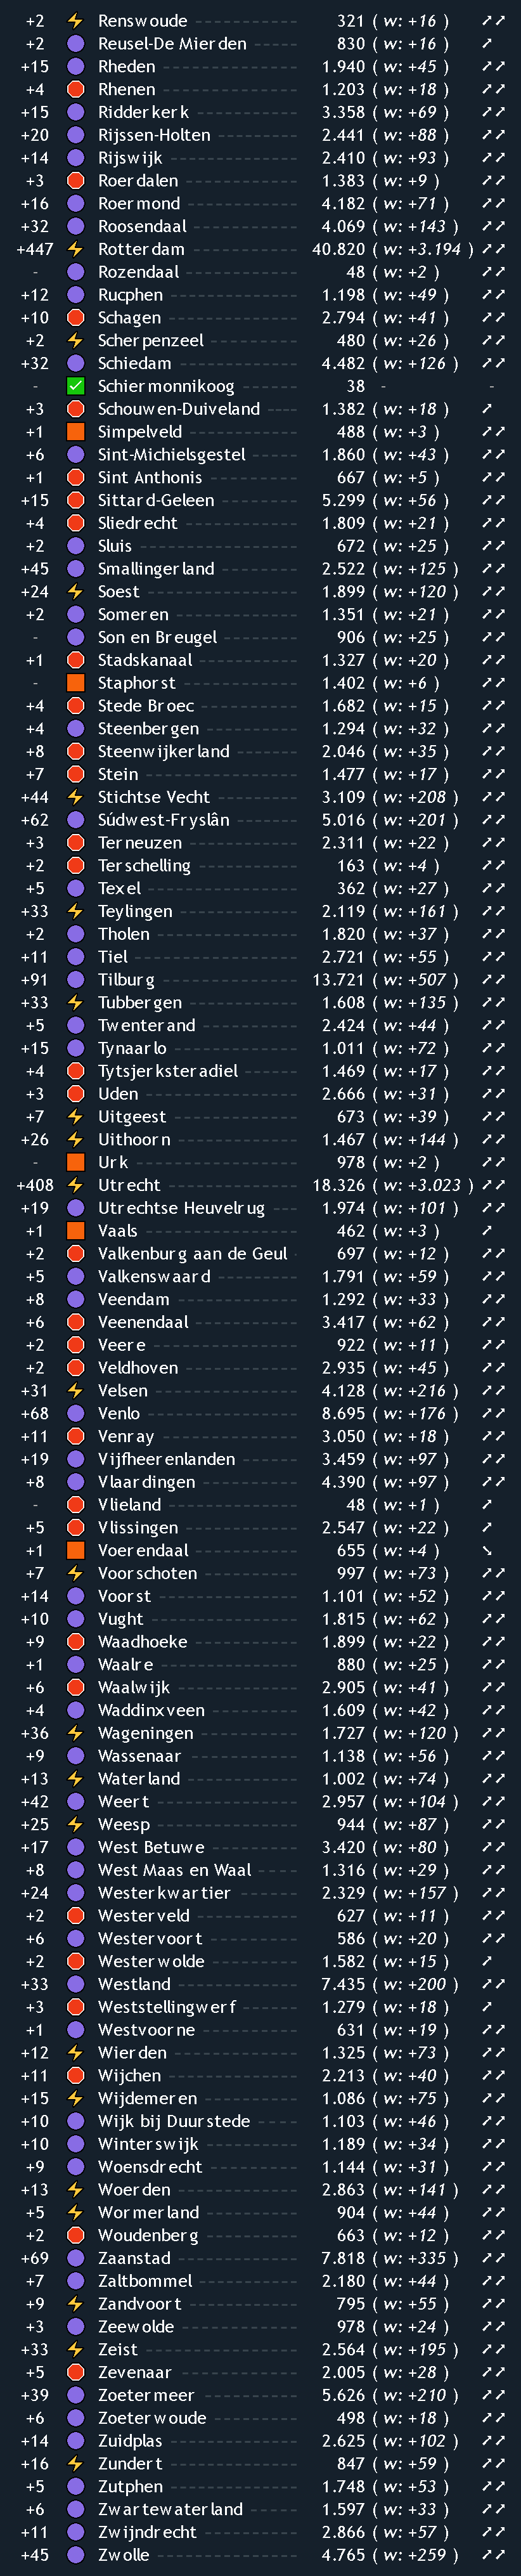 +2 ⚡ Renswoude 321 ( w: +16 ) ↗↗
+2 Reusel-De Mierden 830 ( w: +16 ) ↗
+15 Rheden 1.940 ( w: +45 ) ↗↗
+4 Rhenen 1.203 ( w: +18 ) ↗↗
+15 Ridderkerk 3.358 ( w: +69 ) ↗↗
+20 Rijssen-Holten 2.441 ( w: +88 ) ↗↗
+14 Rijswijk 2.410 ( w: +93 ) ↗↗
+3 Roerdalen 1.383 ( w: +9 ) ↗↗
+16 Roermond 4.182 ( w: +71 ) ↗↗
+32 Roosendaal 4.069 ( w: +143 ) ↗↗
+447 ⚡ Rotterdam 40.820 ( w: +3.194 ) ↗↗
- Rozendaal 48 ( w: +2 ) ↗↗
+12 Rucphen 1.198 ( w: +49 ) ↗↗
+10 Schagen 2.794 ( w: +41 ) ↗↗
+2 ⚡ Scherpenzeel 480 ( w: +26 ) ↗↗
+32 Schiedam 4.482 ( w: +126 ) ↗↗
- ✓ Schiermonnikoog 38 - -
+3 Schouwen-Duiveland 1.382 ( w: +18 ) ↗
+1 Simpelveld 488 ( w: +3 ) ↗↗
+6 Sint-Michielsgestel 1.860 ( w: +43 ) ↗↗
+1 Sint Anthonis 667 ( w: +5 ) ↗↗
+15 Sittard-Geleen 5.299 ( w: +56 ) ↗↗
+4 Sliedrecht 1.809 ( w: +21 ) ↗↗
+2 Sluis 672 ( w: +25 ) ↗↗
+45 Smallingerland 2.522 ( w: +125 ) ↗↗
+24 ⚡ Soest 1.899 ( w: +120 ) ↗↗
+2 Someren 1.351 ( w: +21 ) ↗↗
- Son en Breugel 906 ( w: +25 ) ↗↗
+1 Stadskanaal 1.327 ( w: +20 ) ↗↗
- Staphorst 1.402 ( w: +6 ) ↗↗
+4 Stede Broec 1.682 ( w: +15 ) ↗↗
+4 Steenbergen 1.294 ( w: +32 ) ↗↗
+8 Steenwijkerland 2.046 ( w: +35 ) ↗↗
+7 Stein 1.477 ( w: +17 ) ↗↗
+44 ⚡ Stichtse Vecht 3.109 ( w: +208 ) ↗↗
+62 Súdwest-Fryslân 5.016 ( w: +201 ) ↗↗
+3 Terneuzen 2.311 ( w: +22 ) ↗↗
+2 Terschelling 163 ( w: +4 ) ↗↗
+5 Texel 362 ( w: +27 ) ↗↗
+33 ⚡ Teylingen 2.119 ( w: +161 ) ↗↗
+2 Tholen 1.820 ( w: +37 ) ↗↗
+11 Tiel 2.721 ( w: +55 ) ↗↗
+91 Tilburg 13.721 ( w: +507 ) ↗↗
+33 ⚡ Tubbergen 1.608 ( w: +135 ) ↗↗
+5 Twenterand 2.424 ( w: +44 ) ↗↗
+15 Tynaarlo 1.011 ( w: +72 ) ↗↗
+4 Tytsjerksteradiel 1.469 ( w: +17 ) ↗↗
+3 Uden 2.666 ( w: +31 ) ↗↗
+7 ⚡ Uitgeest 673 ( w: +39 ) ↗↗
+26 ⚡ Uithoorn 1.467 ( w: +144 ) ↗↗
- Urk 978 ( w: +2 ) ↗↗
+408 ⚡ Utrecht 18.326 ( w: +3.023 ) ↗↗
+19 Utrechtse Heuvelrug 1.974 ( w: +101 ) ↗↗
+1 Vaals 462 ( w: +3 ) ↗
+2 Valkenburg aan de Geul 697 ( w: +12 ) ↗↗
+5 Valkenswaard 1.791 ( w: +59 ) ↗↗
+8 Veendam 1.292 ( w: +33 ) ↗↗
+6 Veenendaal 3.417 ( w: +62 ) ↗↗
+2 Veere 922 ( w: +11 ) ↗↗
+2 Veldhoven 2.935 ( w: +45 ) ↗↗
+31 ⚡ Velsen 4.128 ( w: +216 ) ↗↗
+68 Venlo 8.695 ( w: +176 ) ↗↗
+11 Venray 3.050 ( w: +18 ) ↗↗
+19 Vijfheerenlanden 3.459 ( w: +97 ) ↗↗
+8 Vlaardingen 4.390 ( w: +97 ) ↗↗
- Vlieland 48 ( w: +1 ) ↗
+5 Vlissingen 2.547 ( w: +22 ) ↗
+1 Voerendaal 655 ( w: +4 ) ↘
+7 ⚡ Voorschoten 997 ( w: +73 ) ↗↗
+14 Voorst 1.101 ( w: +52 ) ↗↗
+10 Vught 1.815 ( w: +62 ) ↗↗
+9 Waadhoeke 1.899 ( w: +22 ) ↗↗
+1 Waalre 880 ( w: +25 ) ↗↗
+6 Waalwijk 2.905 ( w: +41 ) ↗↗
+4 Waddinxveen 1.609 ( w: +42 ) ↗↗
+36 ⚡ Wageningen 1.727 ( w: +120 ) ↗↗
+9 Wassenaar 1.138 ( w: +56 ) ↗↗
+13 ⚡ Waterland 1.002 ( w: +74 ) ↗↗
+42 Weert 2.957 ( w: +104 ) ↗↗
+25 ⚡ Weesp 944 ( w: +87 ) ↗↗
+17 West Betuwe 3.420 ( w: +80 ) ↗↗
+8 West Maas en Waal 1.316 ( w: +29 ) ↗↗
+24 Westerkwartier 2.329 ( w: +157 ) ↗↗
+2 Westerveld 627 ( w: +11 ) ↗↗
+6 Westervoort 586 ( w: +20 ) ↗↗
+2 Westerwolde 1.582 ( w: +15 ) ↗
+33 Westland 7.435 ( w: +200 ) ↗↗
+3 Weststellingwerf 1.279 ( w: +18 ) ↗
+1 Westvoorne 631 ( w: +19 ) ↗↗
+12 ⚡ Wierden 1.325 ( w: +73 ) ↗↗
+11 Wijchen 2.213 ( w: +40 ) ↗↗
+15 ⚡ Wijdemeren 1.086 ( w: +75 ) ↗↗
+10 Wijk bij Duurstede 1.103 ( w: +46 ) ↗↗
+10 Winterswijk 1.189 ( w: +34 ) ↗↗
+9 Woensdrecht 1.144 ( w: +31 ) ↗↗
+13 ⚡ Woerden 2.863 ( w: +141 ) ↗↗
+5 ⚡ Wormerland 904 ( w: +44 ) ↗↗
+2 Woudenberg 663 ( w: +12 ) ↗↗
+69 Zaanstad 7.818 ( w: +335 ) ↗↗
+7 Zaltbommel 2.180 ( w: +44 ) ↗↗
+9 ⚡ Zandvoort 795 ( w: +55 ) ↗↗
+3 Zeewolde 978 ( w: +24 ) ↗↗
+33 ⚡ Zeist 2.564 ( w: +195 ) ↗↗
+5 Zevenaar 2.005 ( w: +28 ) ↗↗
+39 Zoetermeer 5.626 ( w: +210 ) ↗↗
+6 Zoeterwoude 498 ( w: +18 ) ↗↗
+14 Zuidplas 2.625 ( w: +102 ) ↗↗
+16 ⚡ Zundert 847 ( w: +59 ) ↗↗
+5 Zutphen 1.748 ( w: +53 ) ↗↗
+6 Zwartewaterland 1.597 ( w: +33 ) ↗↗
+11 Zwijndrecht 2.866 ( w: +57 ) ↗↗
+45 Zwolle 4.765 ( w: +259 ) ↗↗